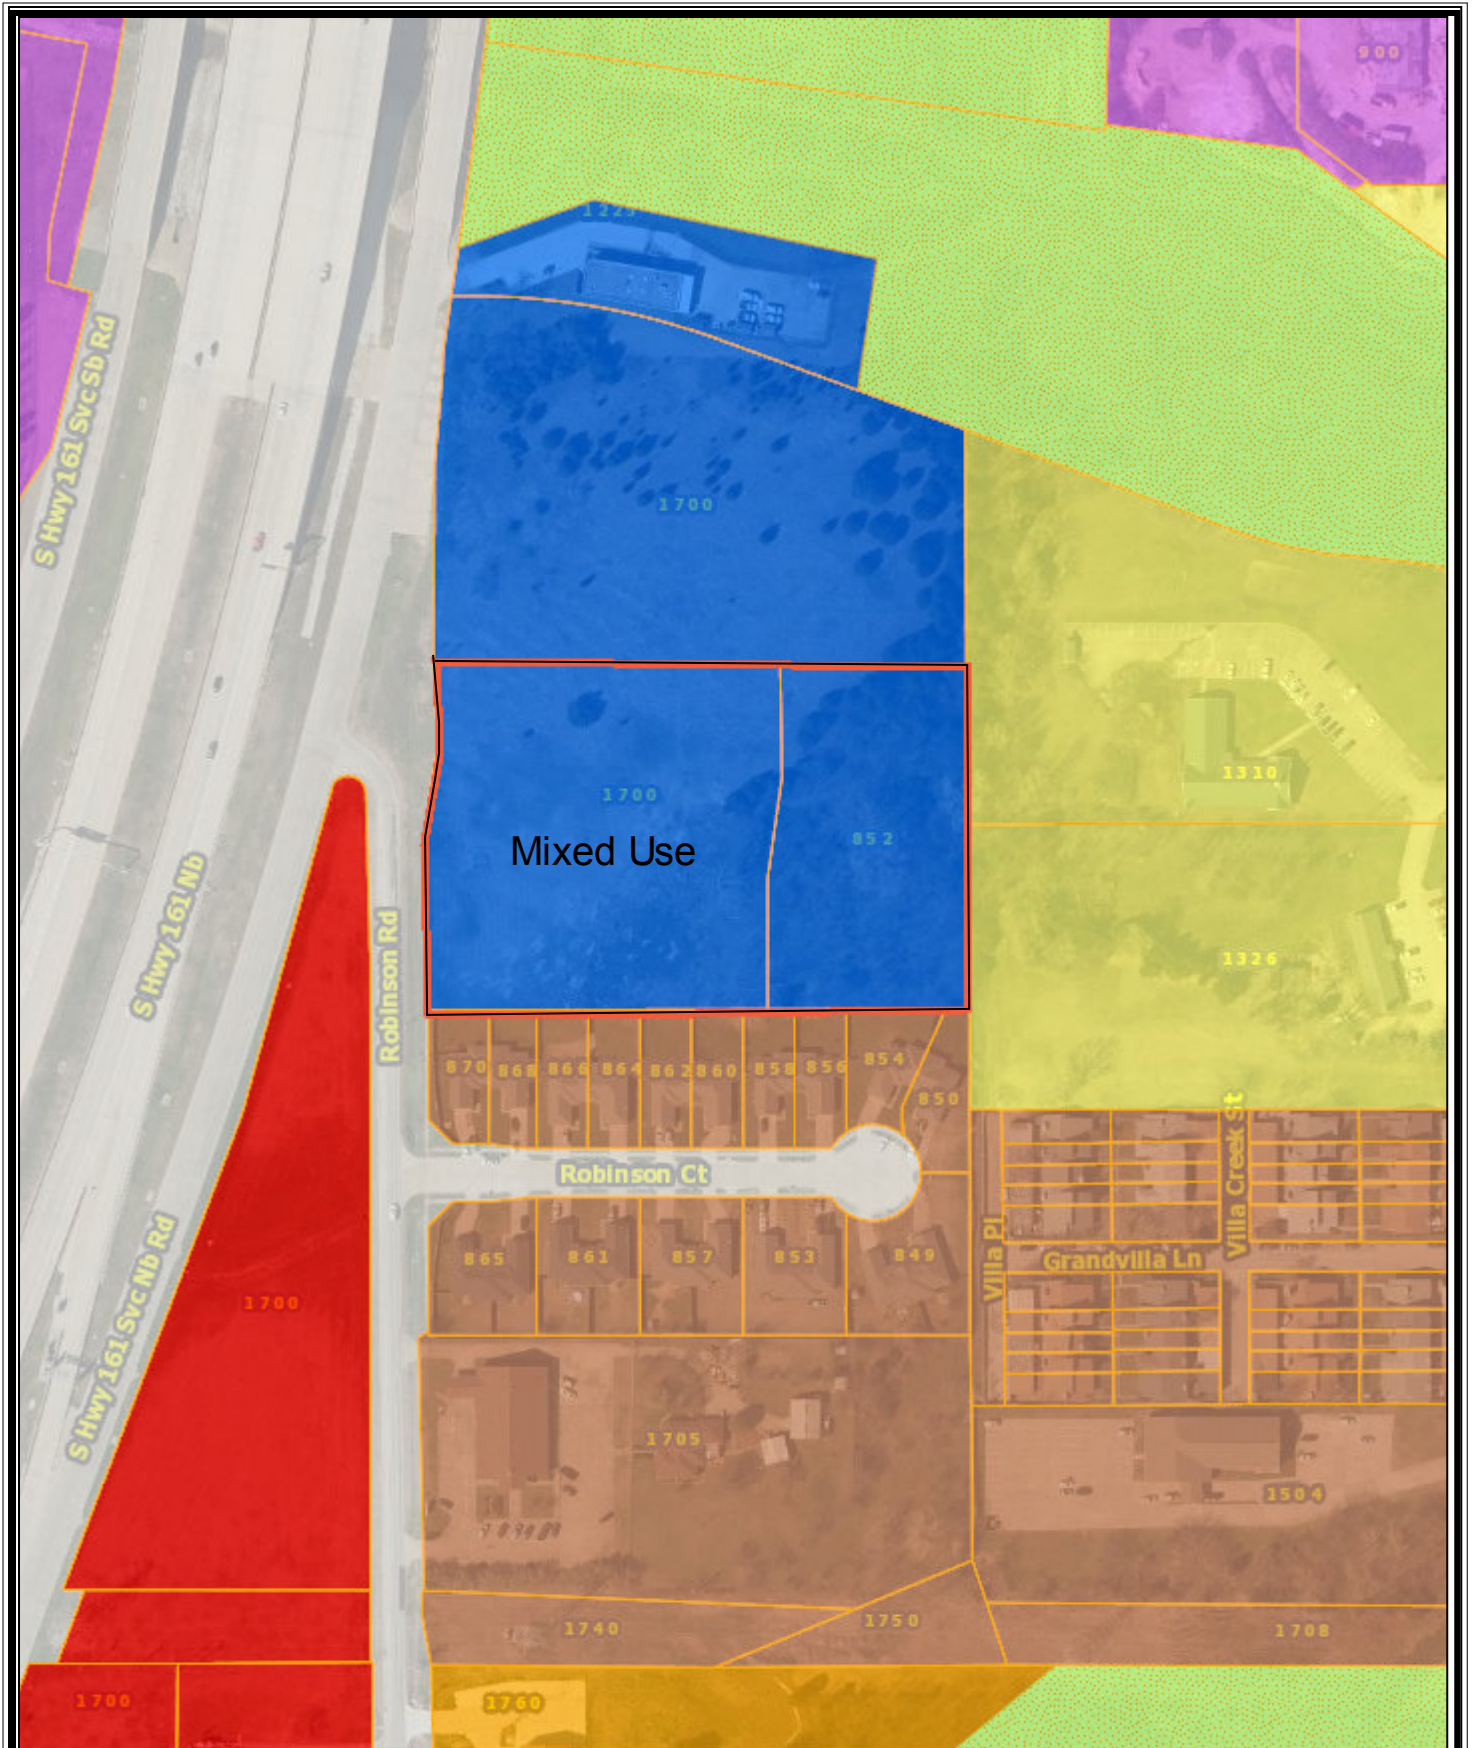 900
1225
S Hwy 161 Svc Sb Rd
1700
1310
1700
Mixed Use
852
S Hwy 161 Nb
Robinson Rd
1326
870 868 866 864 862 860 858 856 854
850
Robinson Ct
Villa Creek St
Villa Pl
Grandvilla Ln
865 861 857 853 849
S Hwy 161 Svc Nb Rd
1700
1705
1504
1740
1750
1708
1700
1760